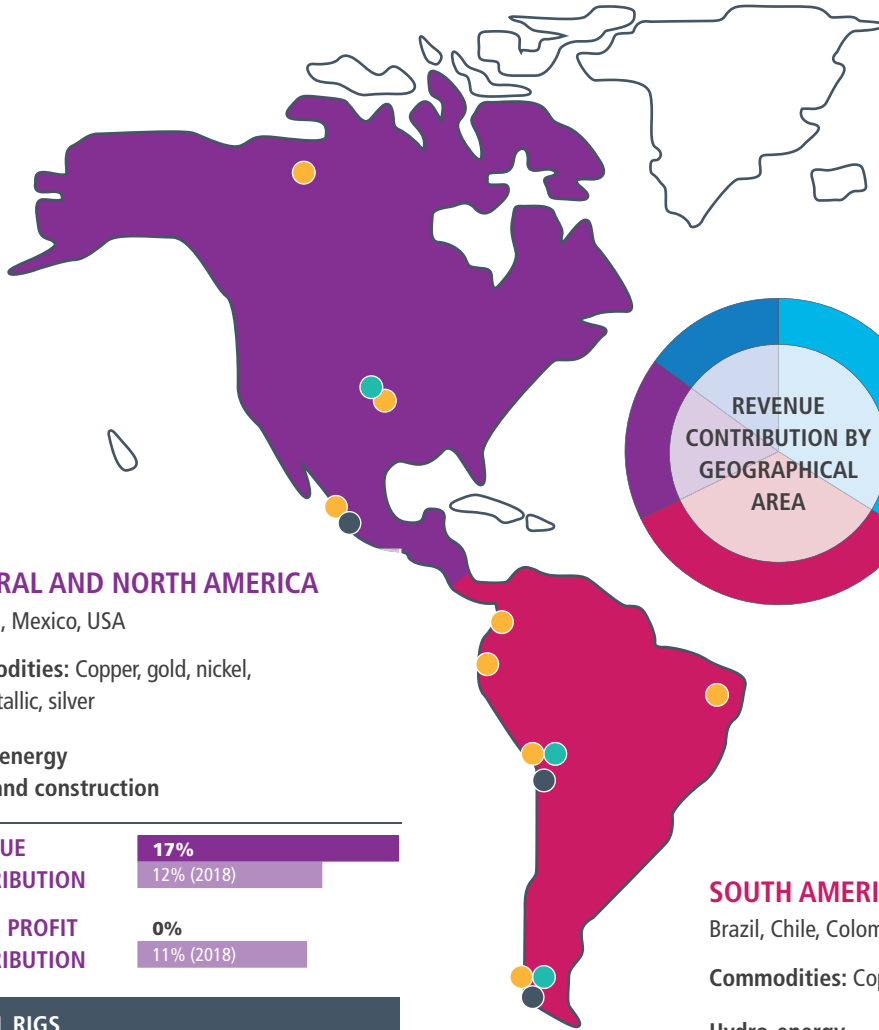 REVENUE
CONTRIBUTION BY
GEOGRAPHICAL
AREA
RAL AND NORTH AMERICA
, Mexico, USA
odities: Copper, gold, nickel,
tallic, silver
energy
and construction
UE
RIBUTION
17%
12% (2018)
PROFIT
RIBUTION
0%
11% (2018)
RIGS
SOUTH AMERI
Brazil, Chile, Colom
Commodities: Cop
Hydro-energy